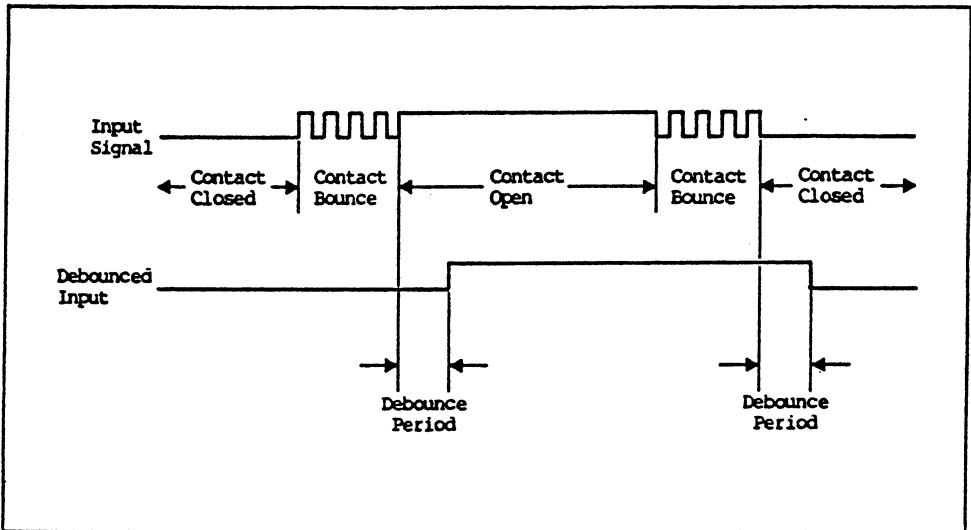 Input
Signal
Contact
Closed
Contact
Bounce
Contact
Open
Contact
Bounce
Contact
Closed
Debounced
Input
Debounce
Period
Debounce
Period